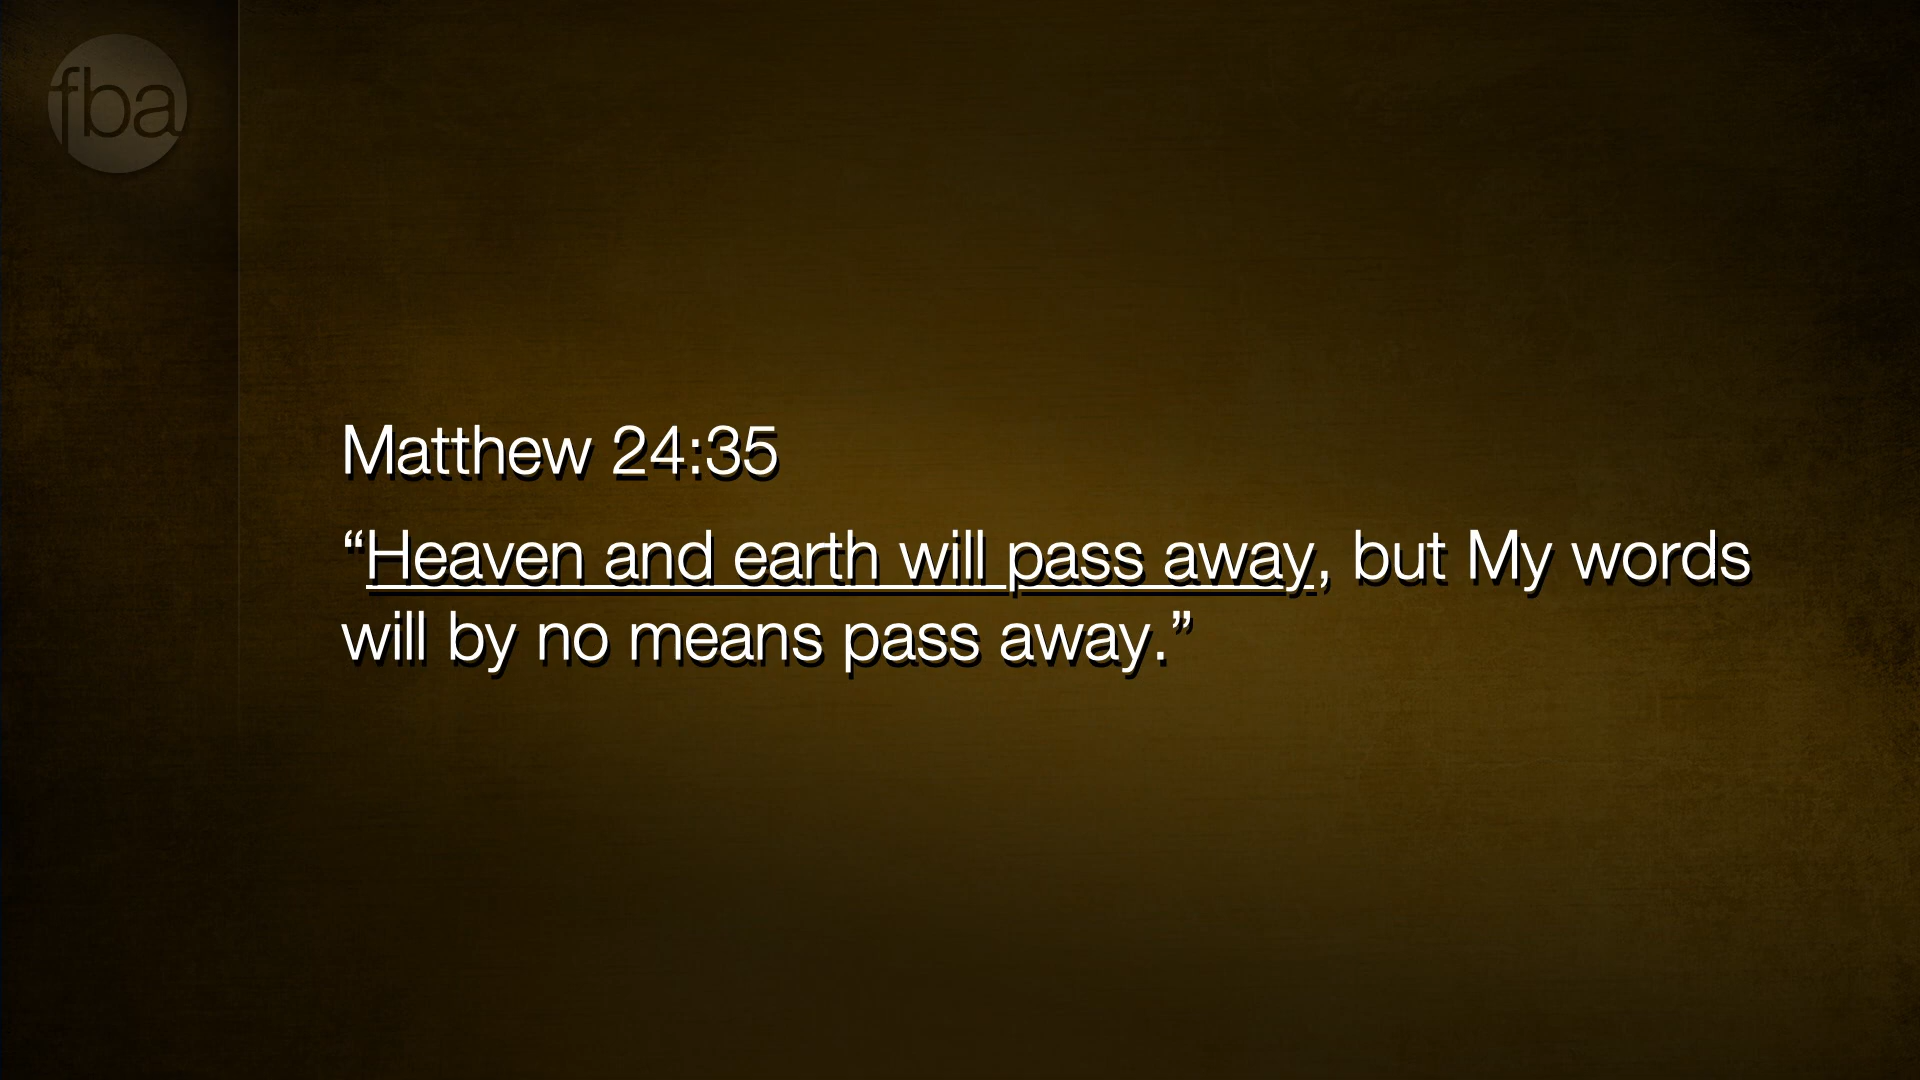 fba
Matthew 24:35
“Heaven and earth will pass away, but My words
will by no means pass away.”